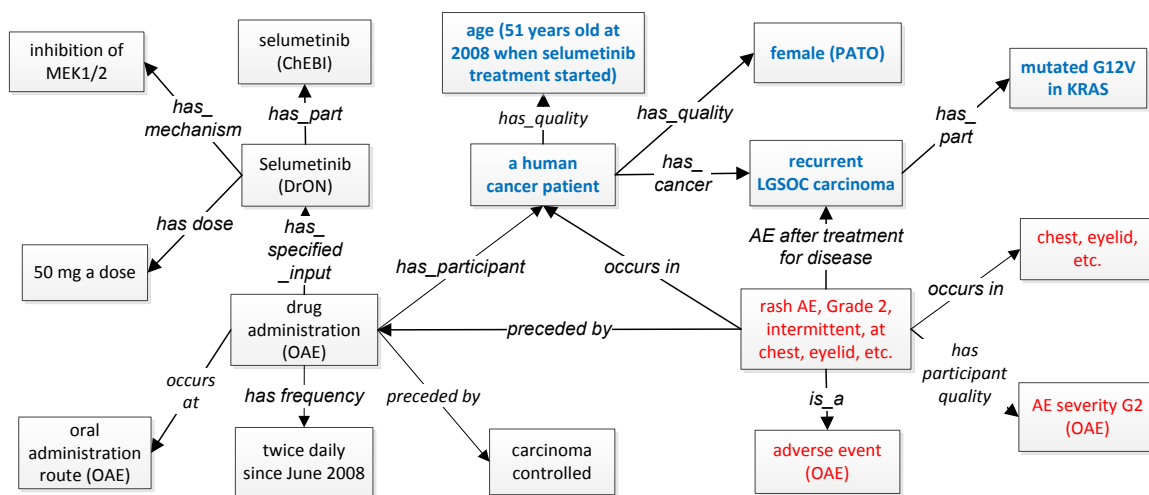 inhibition of
MEK1/2
selumetinib
(ChEBI)
age (51 years old at
2008 when selumetinib
treatment started)
female (PATO)
mutated G12V
in KRAS
has_
mechanism
has_part
has_quality
has_quality
has_
part
Selumetinib
(DrON)
a human
cancer patient
has_
cancer
recurrent
LGSOC carcinoma
has dose
has_
specified
_input
has_participant
occurs in
AE after treatment
for disease
chest, eyelid,
etc.
50 mg a dose
drug
administration
(OAE)
preceded by
rash AE, Grade 2,
intermittent, at
chest, eyelid, etc.
occurs in
occurs
at
has frequency
preceded by
is_a
has
participant
quality
oral
administration
route (OAE)
twice daily
since June 2008
carcinoma
controlled
adverse event
(OAE)
AE severity G2
(OAE)